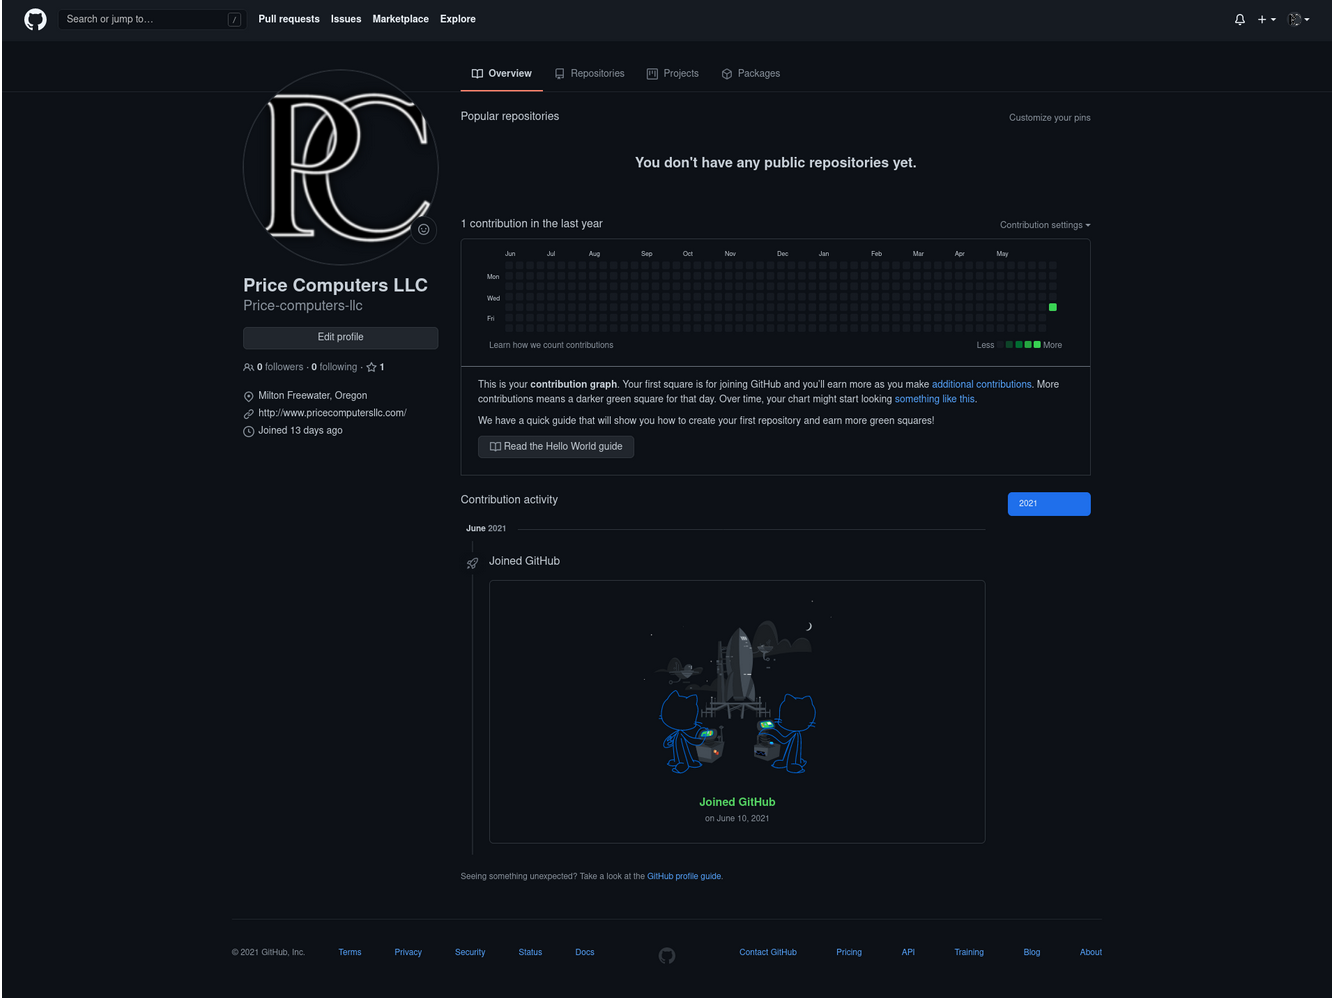 Search or jump to…
/
Pull requests
Issues
Marketplace
Explore
Overview
Repositories
Projects
Packages
PC
Price Computers LLC
Price-computers-llc
Edit profile
0 followers · 0 following · 1
Milton Freewater, Oregon
http://www.pricecomputersllc.com/
Joined 13 days ago
Popular repositories
Customize your pins
You don't have any public repositories yet.
1 contribution in the last year
Contribution settings
Jun Jul Aug Sep Oct Nov Dec Jan Feb Mar Apr May
Mon
Wed
Fri
Learn how we count contributions
Less
More
This is your contribution graph. Your first square is for joining GitHub and you'll earn more as you make additional contributions. More
contributions means a darker green square for that day. Over time, your chart might start looking something like this.
We have a quick guide that will show you how to create your first repository and earn more green squares!
Read the Hello World guide
Contribution activity
2021
June 2021
Joined GitHub
Joined GitHub
on June 10, 2021
Seeing something unexpected? Take a look at the GitHub profile guide.
© 2021 GitHub, Inc.
Terms
Privacy
Security
Status
Docs
Contact GitHub
Pricing
API
Training
Blog
About